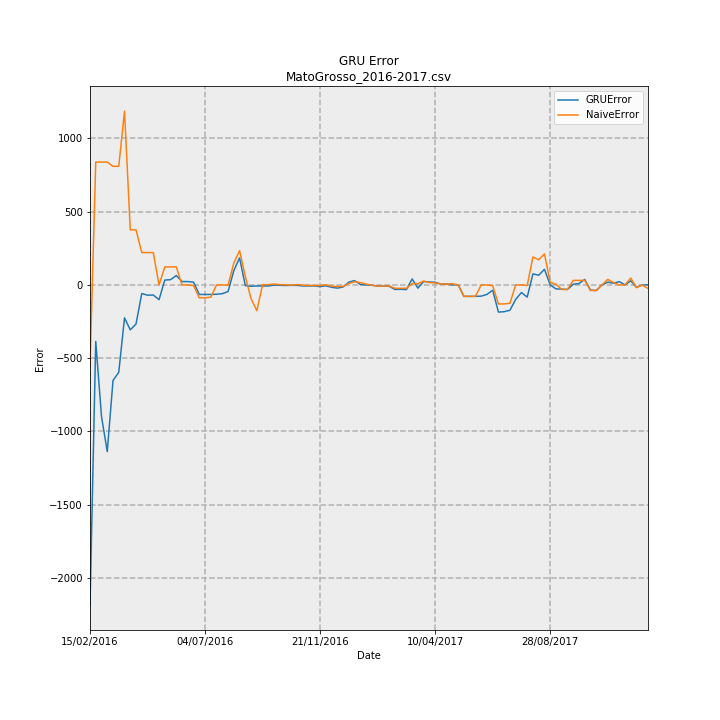 GRU Error
MatoGrosso_2016-2017.csv
GRUError
NaiveError
1000
500
0
−500
−1000
−1500
−2000
Error
15/02/2016
04/07/2016
21/11/2016
10/04/2017
28/08/2017
Date